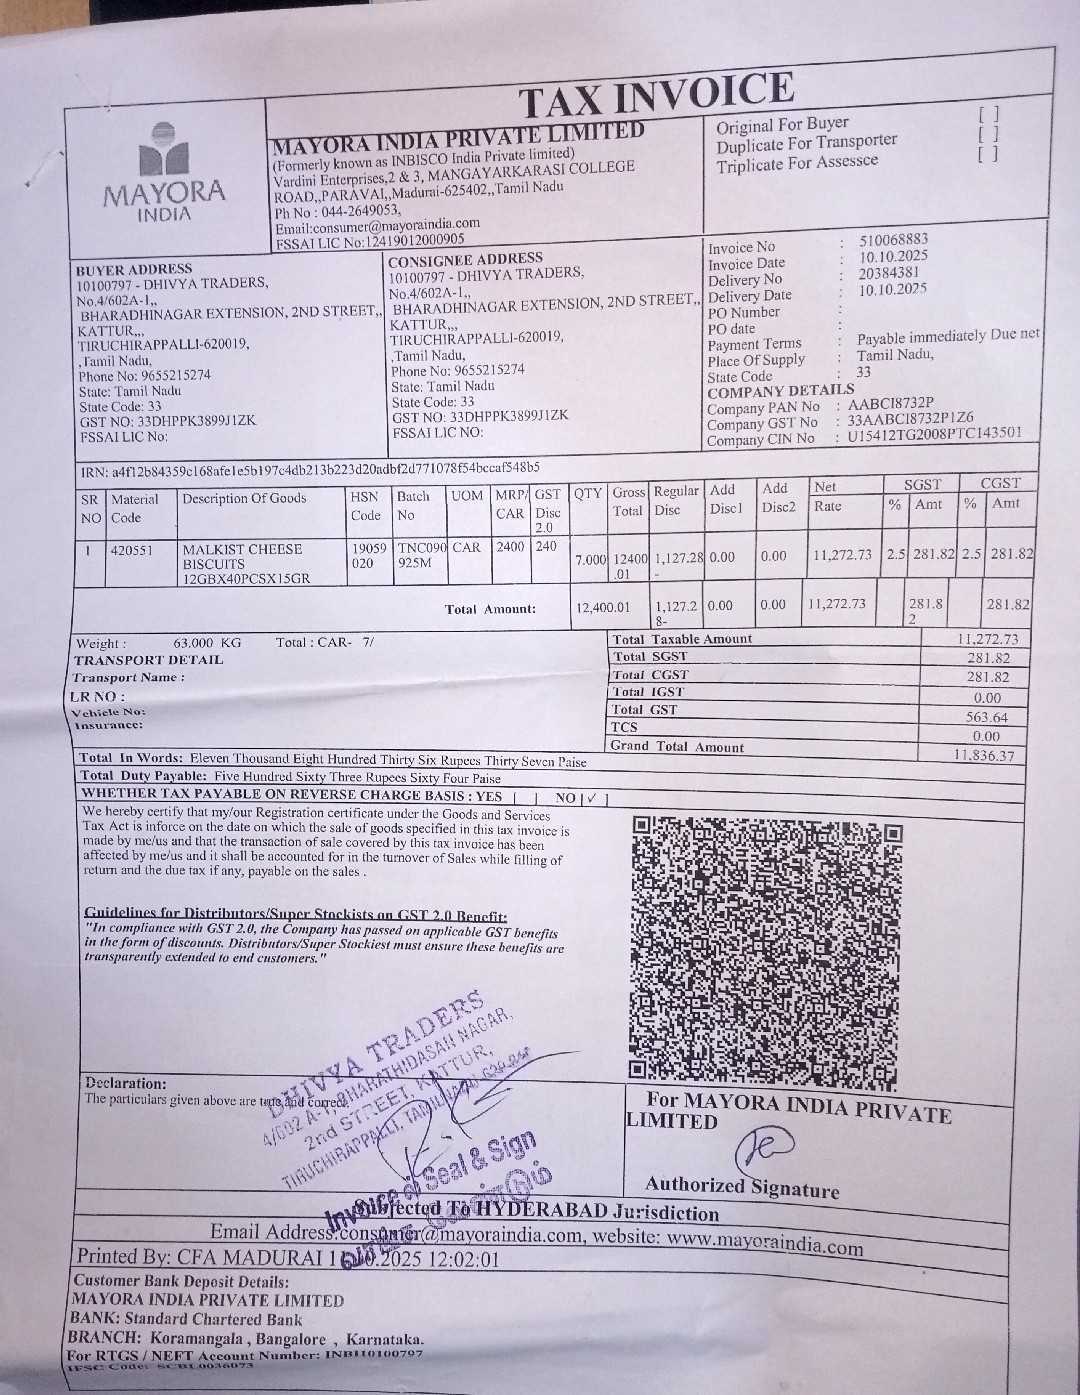 TAX INVOICE
MAYORA
INDIA
MAYORA INDIA PRIVATE LIMITED
(Formerly known as INBISCO India Private limited)
Vardini Enterprises,2 & 3, MANGAYARKARASI COLLEGE
ROAD,,PARAVAI,,Madurai-625402,,Tamil Nadu
Ph No : 044-2649053,
Email:consumer@mayoraindia.com
FSSAI LIC No:12419012000905
Original For Buyer [ ]
Duplicate For Transporter [ ]
Triplicate For Assessce [ ]
BUYER ADDRESS
10100797 - DHIVYA TRADERS,
No.4/602A-1,,
BHARADHINAGAR EXTENSION, 2ND STREET,,
KATTUR,,,
TIRUCHIRAPPALLI-620019,
,Tamil Nadu,
Phone No: 9655215274
State: Tamil Nadu
State Code: 33
GST NO: 33DHPPK3899J1ZK
FSSAI LIC No:
CONSIGNEE ADDRESS
10100797 - DHIVYA TRADERS,
No.4/602A-1,,
BHARADHINAGAR EXTENSION, 2ND STREET,,
KATTUR,,,
TIRUCHIRAPPALLI-620019,
,Tamil Nadu,
Phone No: 9655215274
State: Tamil Nadu
State Code: 33
GST NO: 33DHPPK3899J1ZK
FSSAI LIC NO:
Invoice No : 510068883
Invoice Date : 10.10.2025
Delivery No : 20384381
Delivery Date : 10.10.2025
PO Number :
PO date :
Payment Terms : Payable immediately Due net
Place Of Supply : Tamil Nadu,
State Code : 33
COMPANY DETAILS
Company PAN No : AABCI8732P
Company GST No : 33AABCI8732P1Z6
Company CIN No : U15412TG2008PTC143501
IRN: a4f12b84359c168afe1e5b197c4db213b223d20adbf2d771078f54bccaf548b5
SR NO Material Code Description Of Goods HSN Code Batch No UOM MRP/ CAR GST Disc 2.0 QTY Gross Total Regular Disc Add Disc1 Add Disc2 Net Rate SGST % Amt CGST % Amt
1 420551 MALKIST CHEESE BISCUITS 12GBX40PCSX15GR 19059 020 TNC090 925M CAR 2400 240 7.000 12400 .01 1,127.28 - 0.00 0.00 11,272.73 2.5 281.82 2.5 281.82
Total Amount: 12,400.01 1,127.2 8- 0.00 0.00 11,272.73 281.8 2 281.82
Weight : 63.000 KG Total : CAR- 7/
TRANSPORT DETAIL
Transport Name :
LR NO :
Vehicle No:
Insurance:
Total Taxable Amount 11,272.73
Total SGST 281.82
Total CGST 281.82
Total IGST 0.00
Total GST 563.64
TCS 0.00
Grand Total Amount 11,836.37
Total In Words: Eleven Thousand Eight Hundred Thirty Six Rupees Thirty Seven Paise
Total Duty Payable: Five Hundred Sixty Three Rupees Sixty Four Paise
WHETHER TAX PAYABLE ON REVERSE CHARGE BASIS : YES [ ] NO [✓ ]
We hereby certify that my/our Registration certificate under the Goods and Services
Tax Act is inforce on the date on which the sale of goods specified in this tax invoice is
made by me/us and that the transaction of sale covered by this tax invoice has been
affected by me/us and it shall be accounted for in the turnover of Sales while filling of
return and the due tax if any, payable on the sales .
Guidelines for Distributors/Super Stockists on GST 2.0 Benefit:
"In compliance with GST 2.0, the Company has passed on applicable GST benefits
in the form of discounts. Distributors/Super Stockiest must ensure these benefits are
transparently extended to end customers."
DHIVYA TRADERS
4/602 A-1, BHARATHIDASAN NAGAR,
2nd STREET, KATTUR,
TIRUCHIRAPPALLI, TAMILNADU
Declaration:
The particulars given above are true and correct.
For MAYORA INDIA PRIVATE
LIMITED
Authorized Signature
Seal & Sign
Subjected To HYDERABAD Jurisdiction
Email Address:consumer@mayoraindia.com, website: www.mayoraindia.com
Printed By: CFA MADURAI 12:02:01
Customer Bank Deposit Details:
MAYORA INDIA PRIVATE LIMITED
BANK: Standard Chartered Bank
BRANCH: Koramangala , Bangalore , Karnataka.
For RTGS / NEFT Account Number: INBI10100797
IFSC Code: SCBL0036073